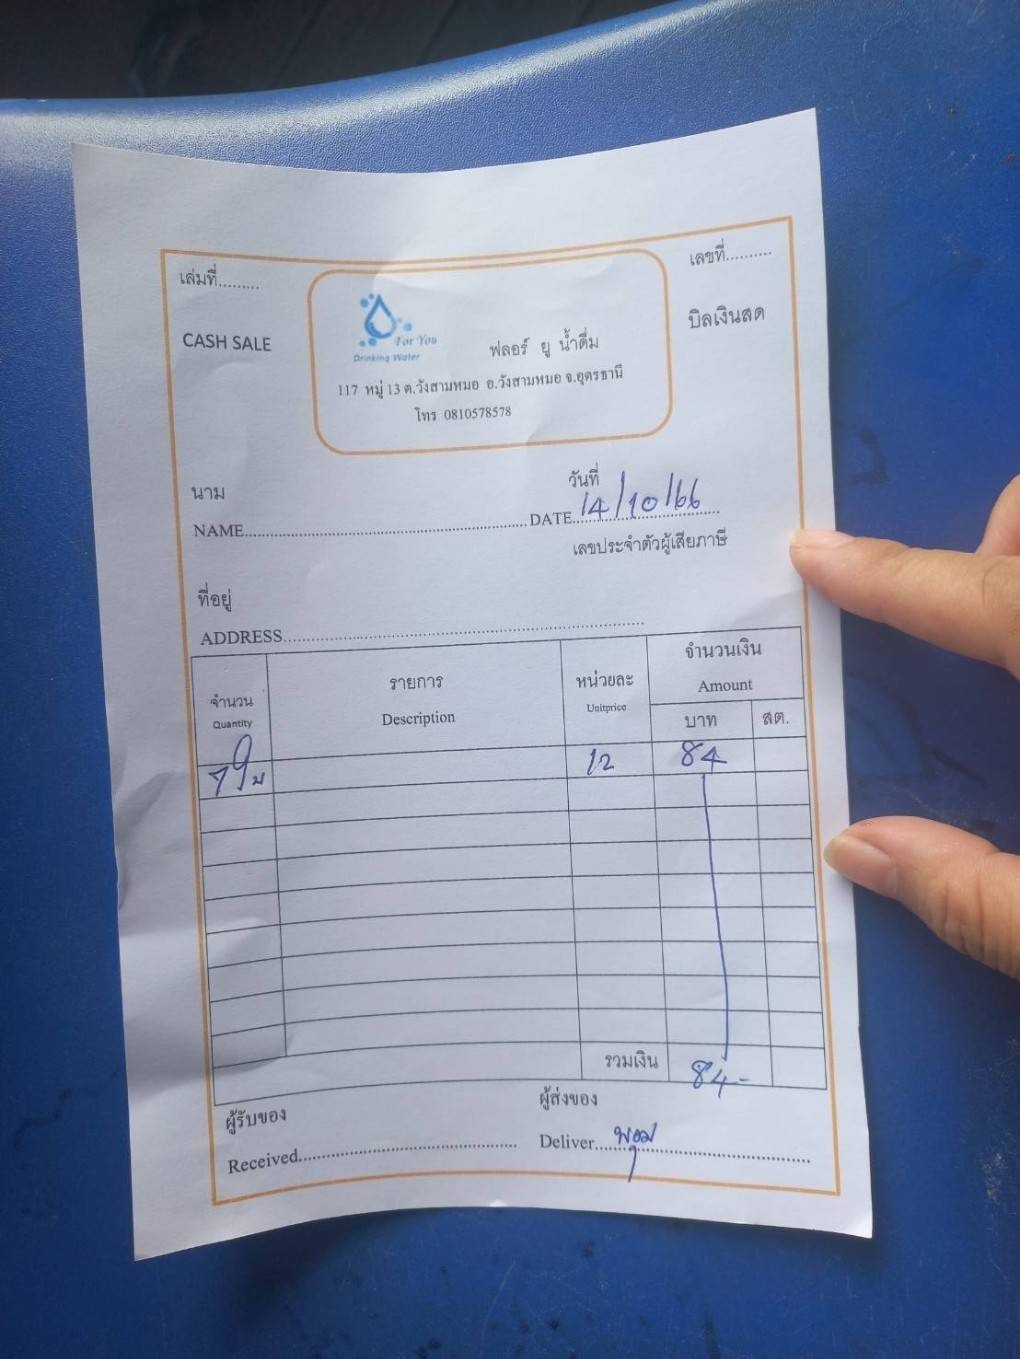 เล่มที่.........
เลขที่..........
CASH SALE
บิลเงินสด
For You
Drinking Water
ฟลอร์ ยู น้ำดื่ม
117 หมู่ 13 ต.วังสามหมอ อ.วังสามหมอ จ.อุดรธานี
โทร 0810578578
นาม
วันที่
NAME.................................................... DATE 14/10/66
เลขประจำตัวผู้เสียภาษี
ที่อยู่
ADDRESS....................................................................
จำนวน รายการ หน่วยละ จำนวนเงิน
Quantity Description Unitprice Amount
บาท สต.
7 12 84
รวมเงิน 84-
ผู้รับของ ผู้ส่งของ
Received............................................. Deliver